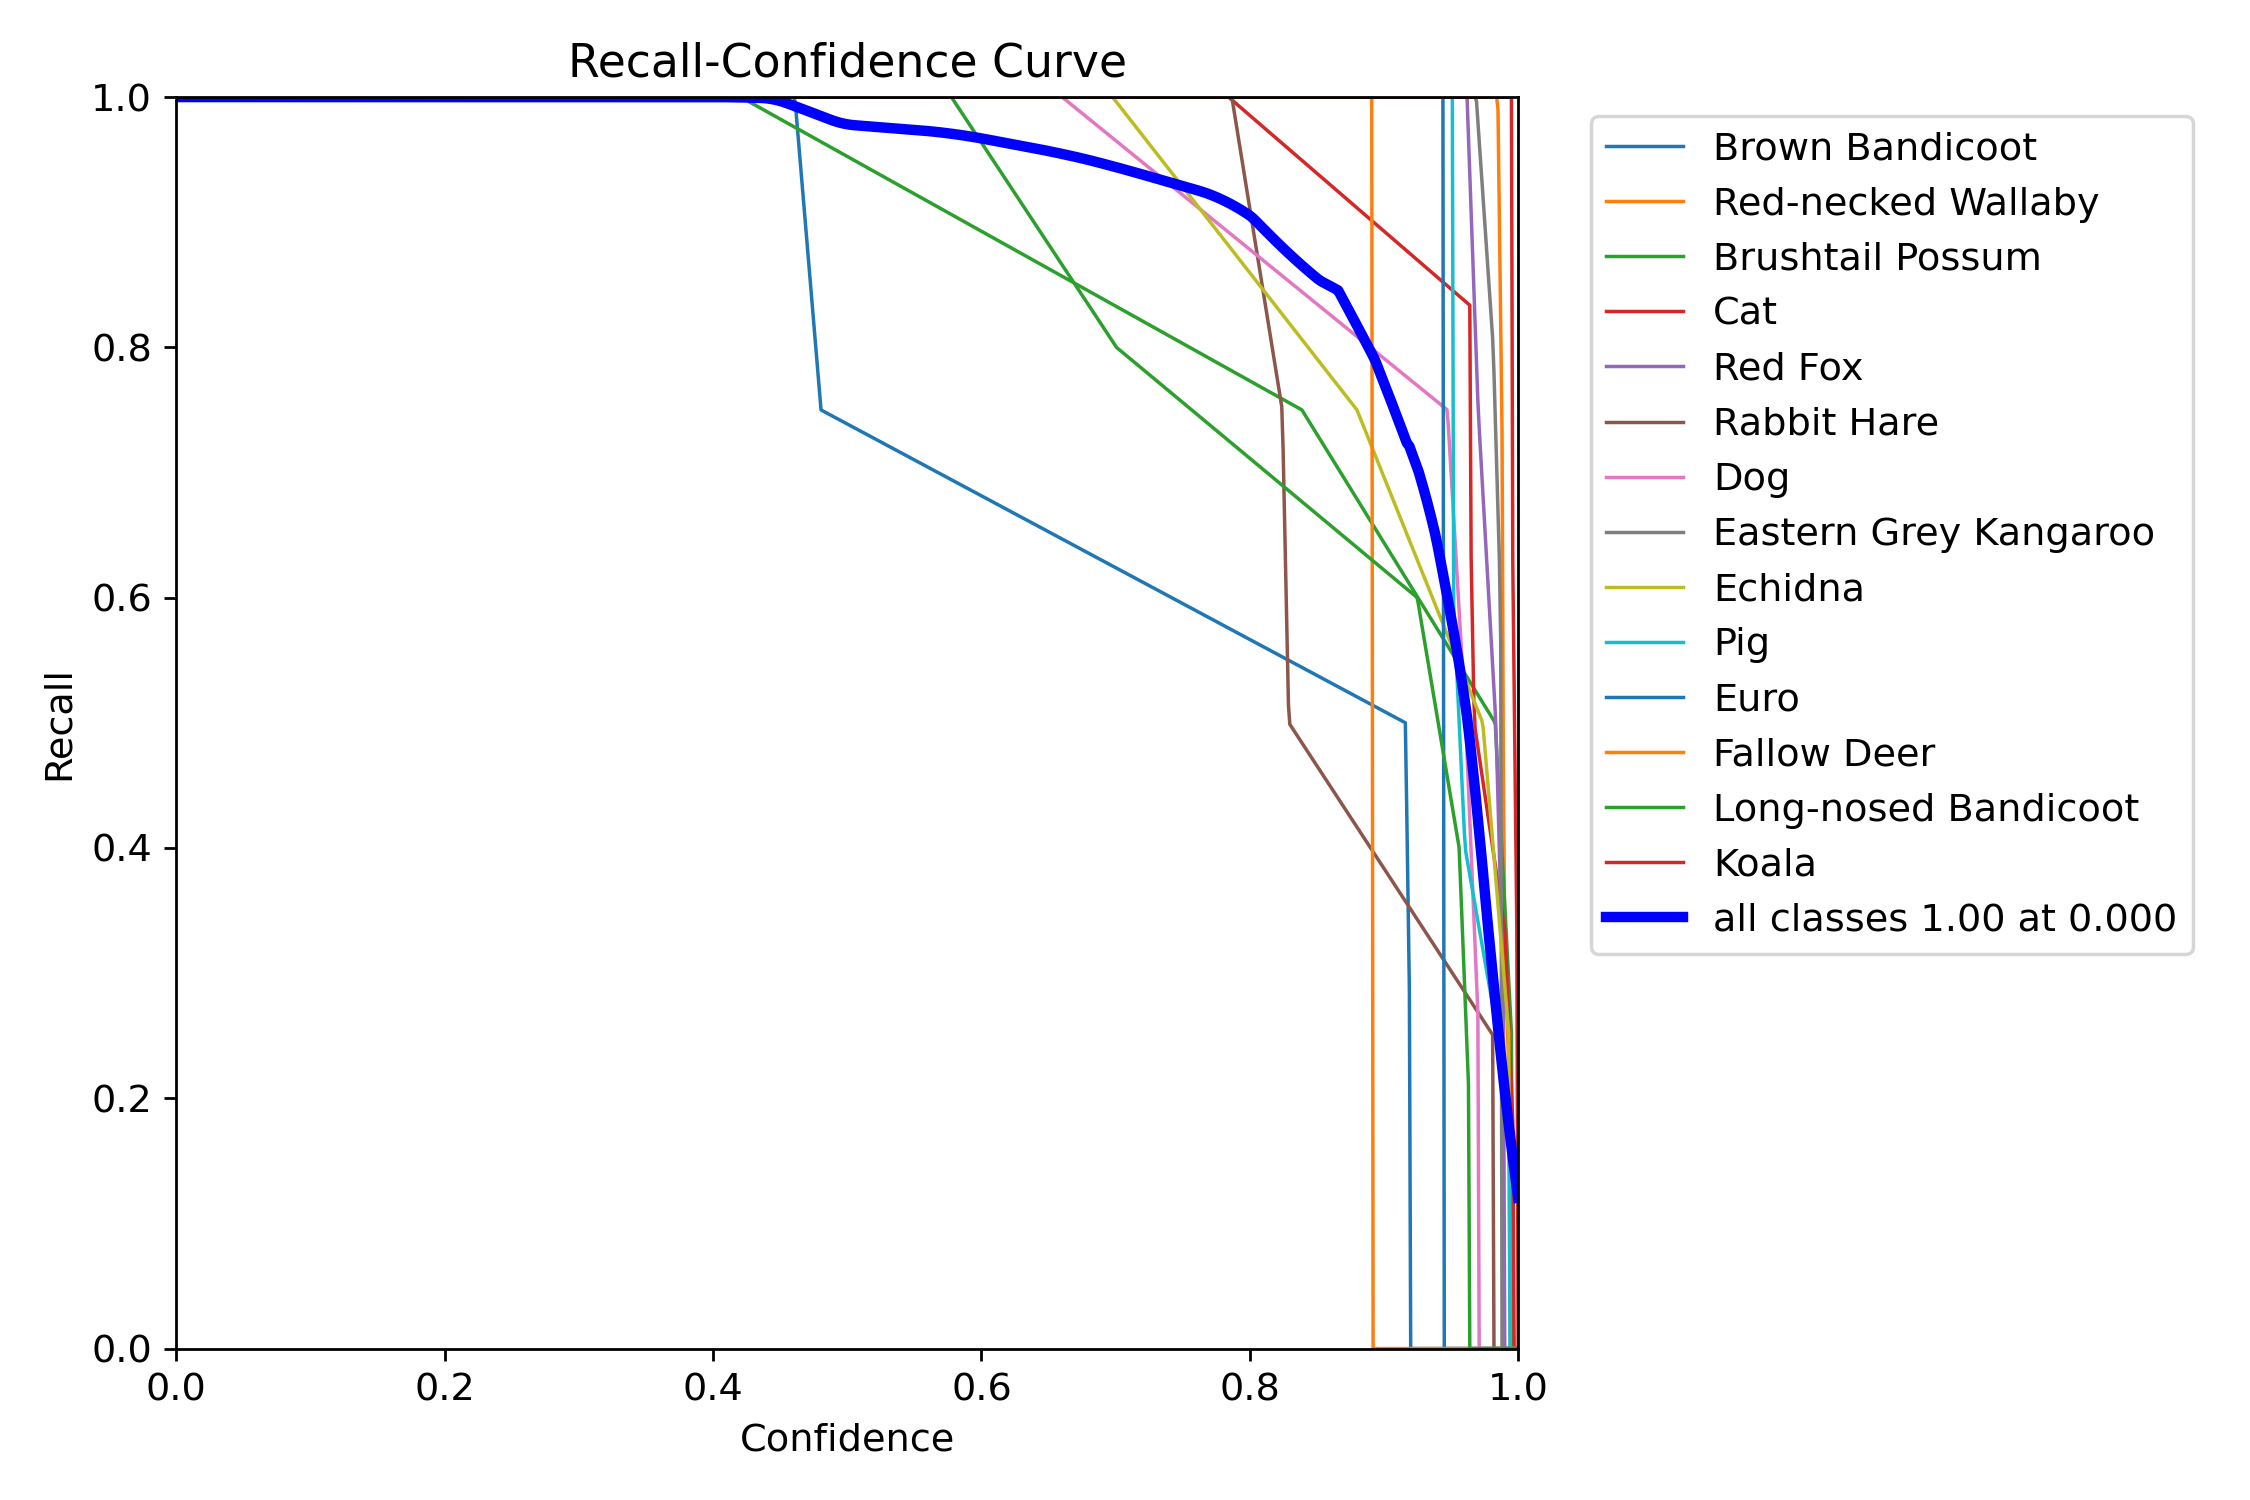 Recall-Confidence Curve
1.0
0.8
0.6
0.4
0.2
0.0
Recall
0.0 0.2 0.4 0.6 0.8 1.0
Confidence
Brown Bandicoot
Red-necked Wallaby
Brushtail Possum
Cat
Red Fox
Rabbit Hare
Dog
Eastern Grey Kangaroo
Echidna
Pig
Euro
Fallow Deer
Long-nosed Bandicoot
Koala
all classes 1.00 at 0.000